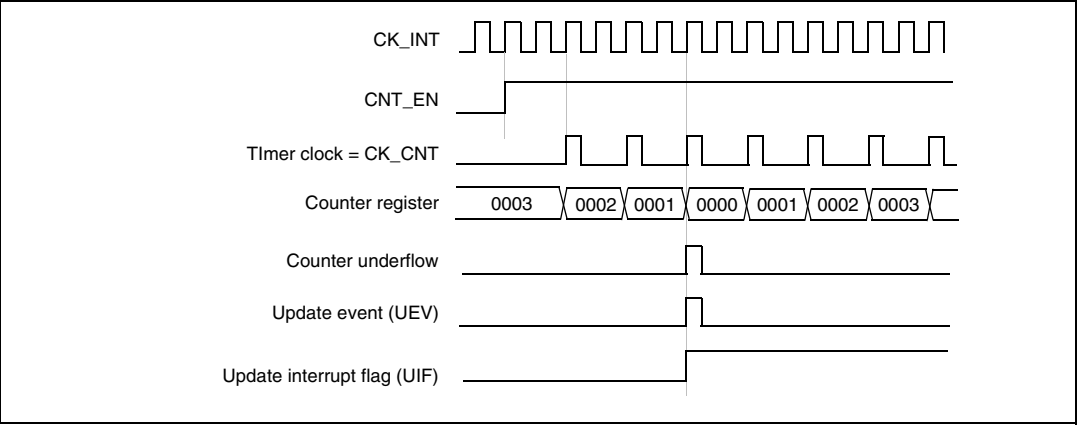 CK_INT
CNT_EN
TImer clock = CK_CNT
Counter register 0003 0002 0001 0000 0001 0002 0003
Counter underflow
Update event (UEV)
Update interrupt flag (UIF)